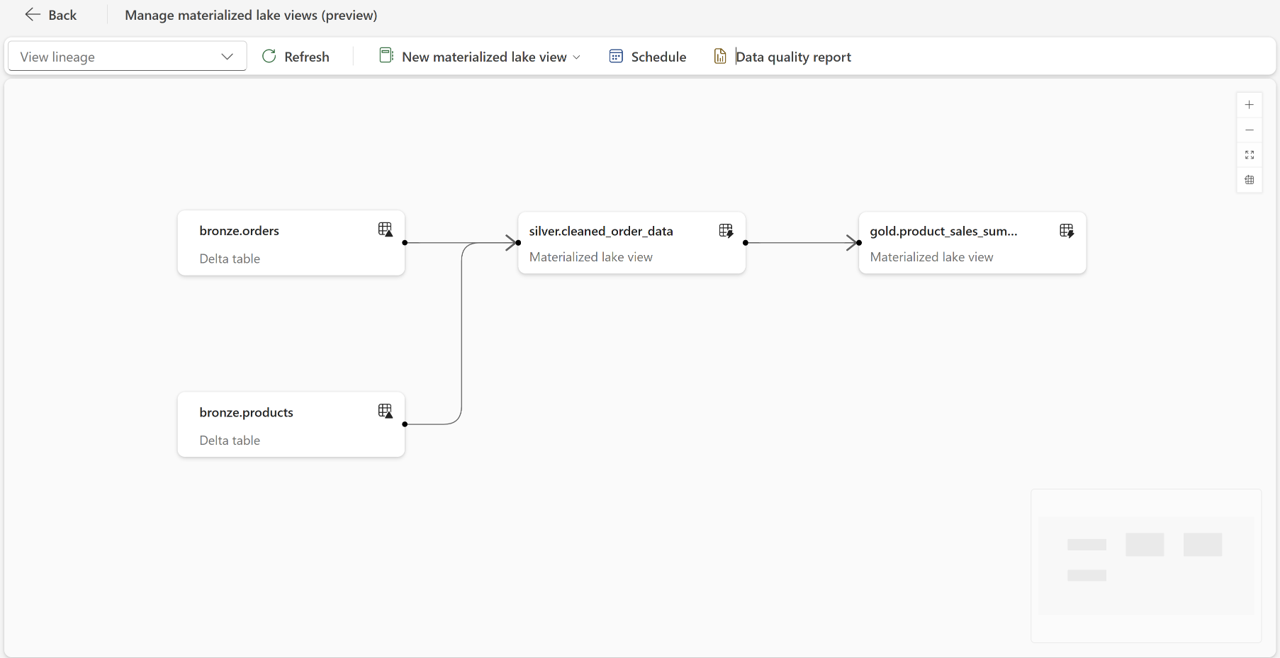 Back
Manage materialized lake views (preview)
View lineage
Refresh
New materialized lake view
Schedule
Data quality report
bronze.orders
Delta table
silver.cleaned_order_data
Materialized lake view
gold.product_sales_sum...
Materialized lake view
bronze.products
Delta table